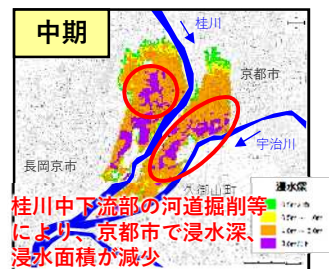 中期
桂川
京都市
宇治川
長岡京市
久御山町
浸水深
桂川中下流部の河道掘削等
により、京都市で浸水深、
浸水面積が減少